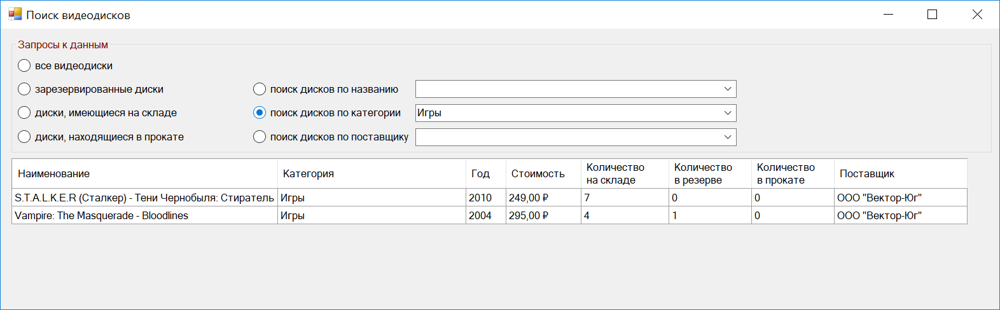 Поиск видеодисков
Запросы к данным
все видеодиски
зарезервированные диски
поиск дисков по названию
диски, имеющиеся на складе
поиск дисков по категории
Игры
диски, находящиеся в прокате
поиск дисков по поставщику
Наименование Категория Год Стоимость Количество на складе Количество в резерве Количество в прокате Поставщик
S.T.A.L.K.E.R (Сталкер) - Тени Чернобыля: Стиратель Игры 2010 249,00 ₽ 7 0 0 ООО "Вектор-Юг"
Vampire: The Masquerade - Bloodlines Игры 2004 295,00 ₽ 4 1 0 ООО "Вектор-Юг"